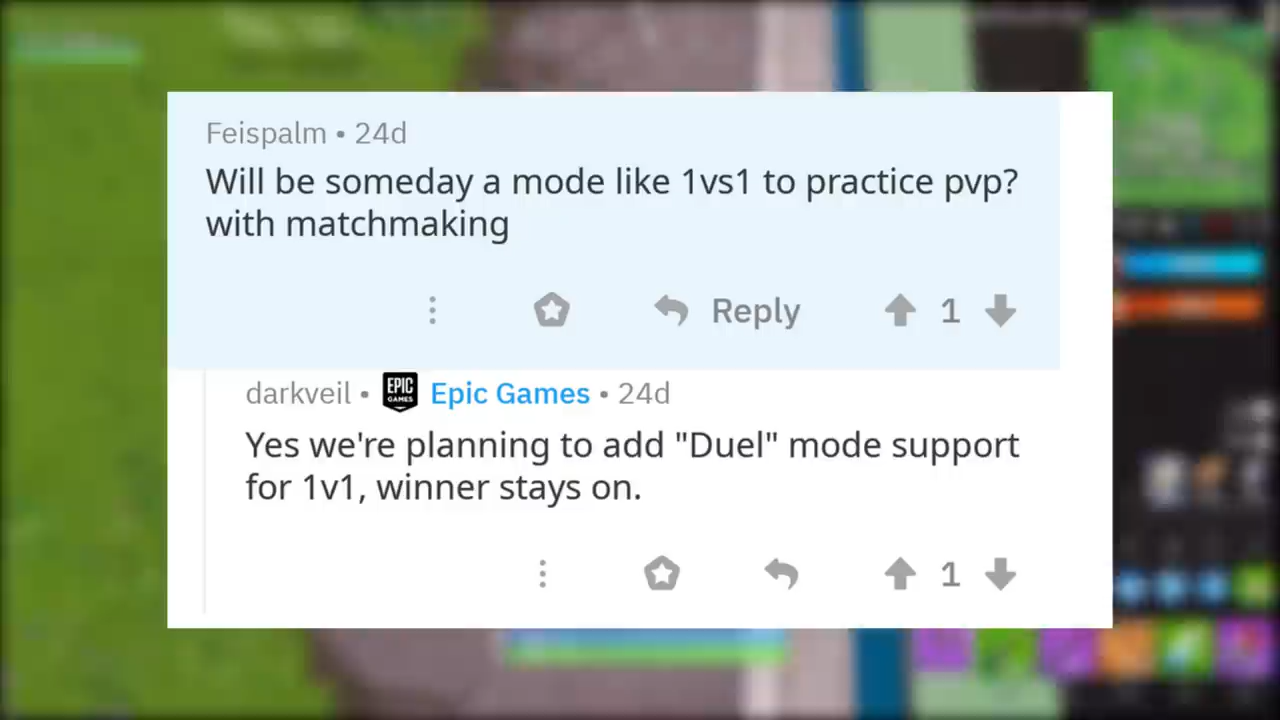 Feispalm • 24d
Will be someday a mode like 1vs1 to practice pvp?
with matchmaking
Reply 1
darkveil • EPIC GAMES Epic Games • 24d
Yes we're planning to add "Duel" mode support
for 1v1, winner stays on.
1